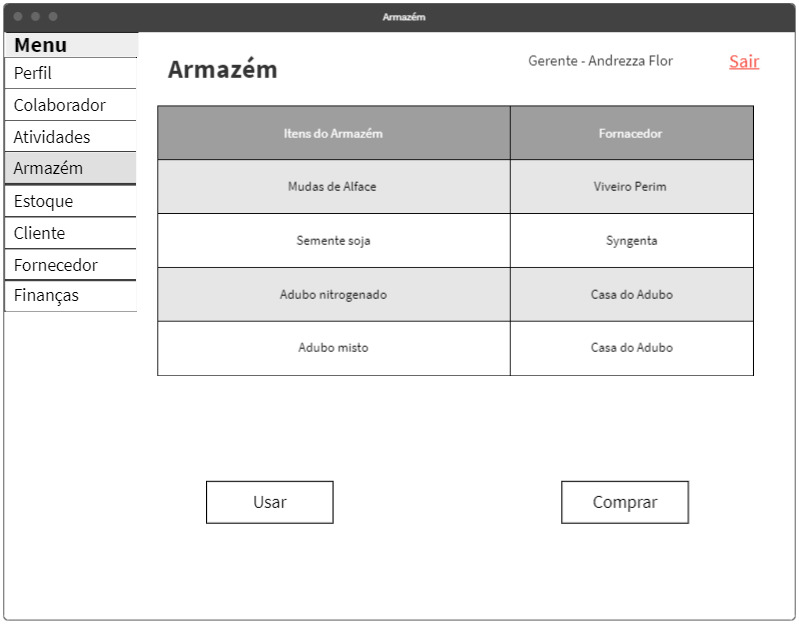 Armazém
Menu
Perfil
Colaborador
Atividades
Armazém
Estoque
Cliente
Fornecedor
Finanças
Armazém
Gerente - Andrezza Flor
Sair
Itens do Armazém Fornacedor
Mudas de Alface Viveiro Perim
Semente soja Syngenta
Adubo nitrogenado Casa do Adubo
Adubo misto Casa do Adubo
Usar
Comprar